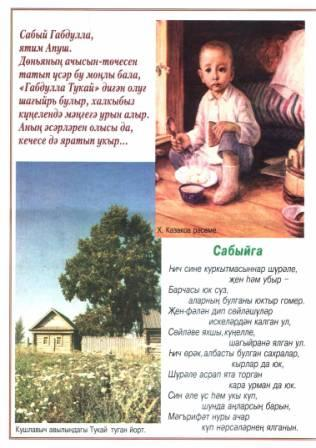 Сабый Габдулла,
ятим Апуш.
Дөньяның ачысын-төчесен
татып үсәр бу моңлы бала,
«Габдулла Тукай» дигән олуг
шагыйрь булыр, халкыбыз
күңелендә мәңгегә урын алыр.
Аның әсәрләрен олысы да,
кечесе дә яратып укыр...
Х. Казаков рәсеме.
Сабыйга
Һич сине куркытмасыннар шүрәле,
җен һәм убыр –
Барчасы юк сүз,
аларның булганы юктыр гомер.
Җен-фәлән дип сөйләшүләр
искеләрдән калган ул,
Сөйләве яхшы, күңелле,
шагыйранә ялган ул.
Һич өрәк, албасты булган сахралар,
кырлар да юк,
Шүрәле асрап ята торган
кара урман да юк.
Син әле үс һәм укы күп,
шунда аңларсың барын,
Мәгърифәт нуры ачар
күп нәрсәләрнең ялганын.
Кушлавыч авылындагы Тукай туган йорт.